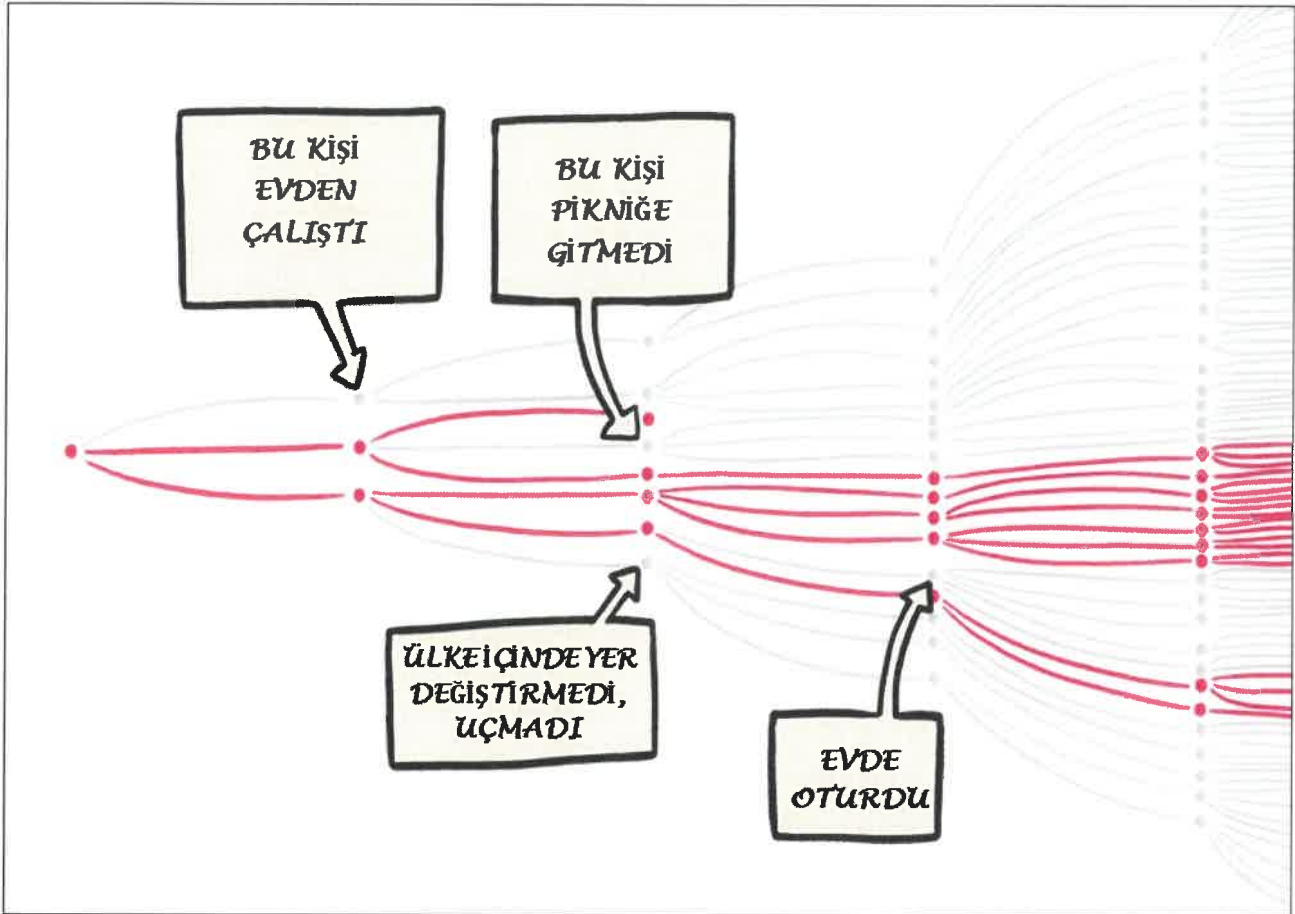 BU KİŞİ
EVDEN
ÇALIŞTI
BU KİŞİ
PİKNİĞE
GİTMEDİ
ÜLKEİÇİNDEYER
DEĞİŞTİRMEDİ,
UÇMADI
EVDE
OTURDU